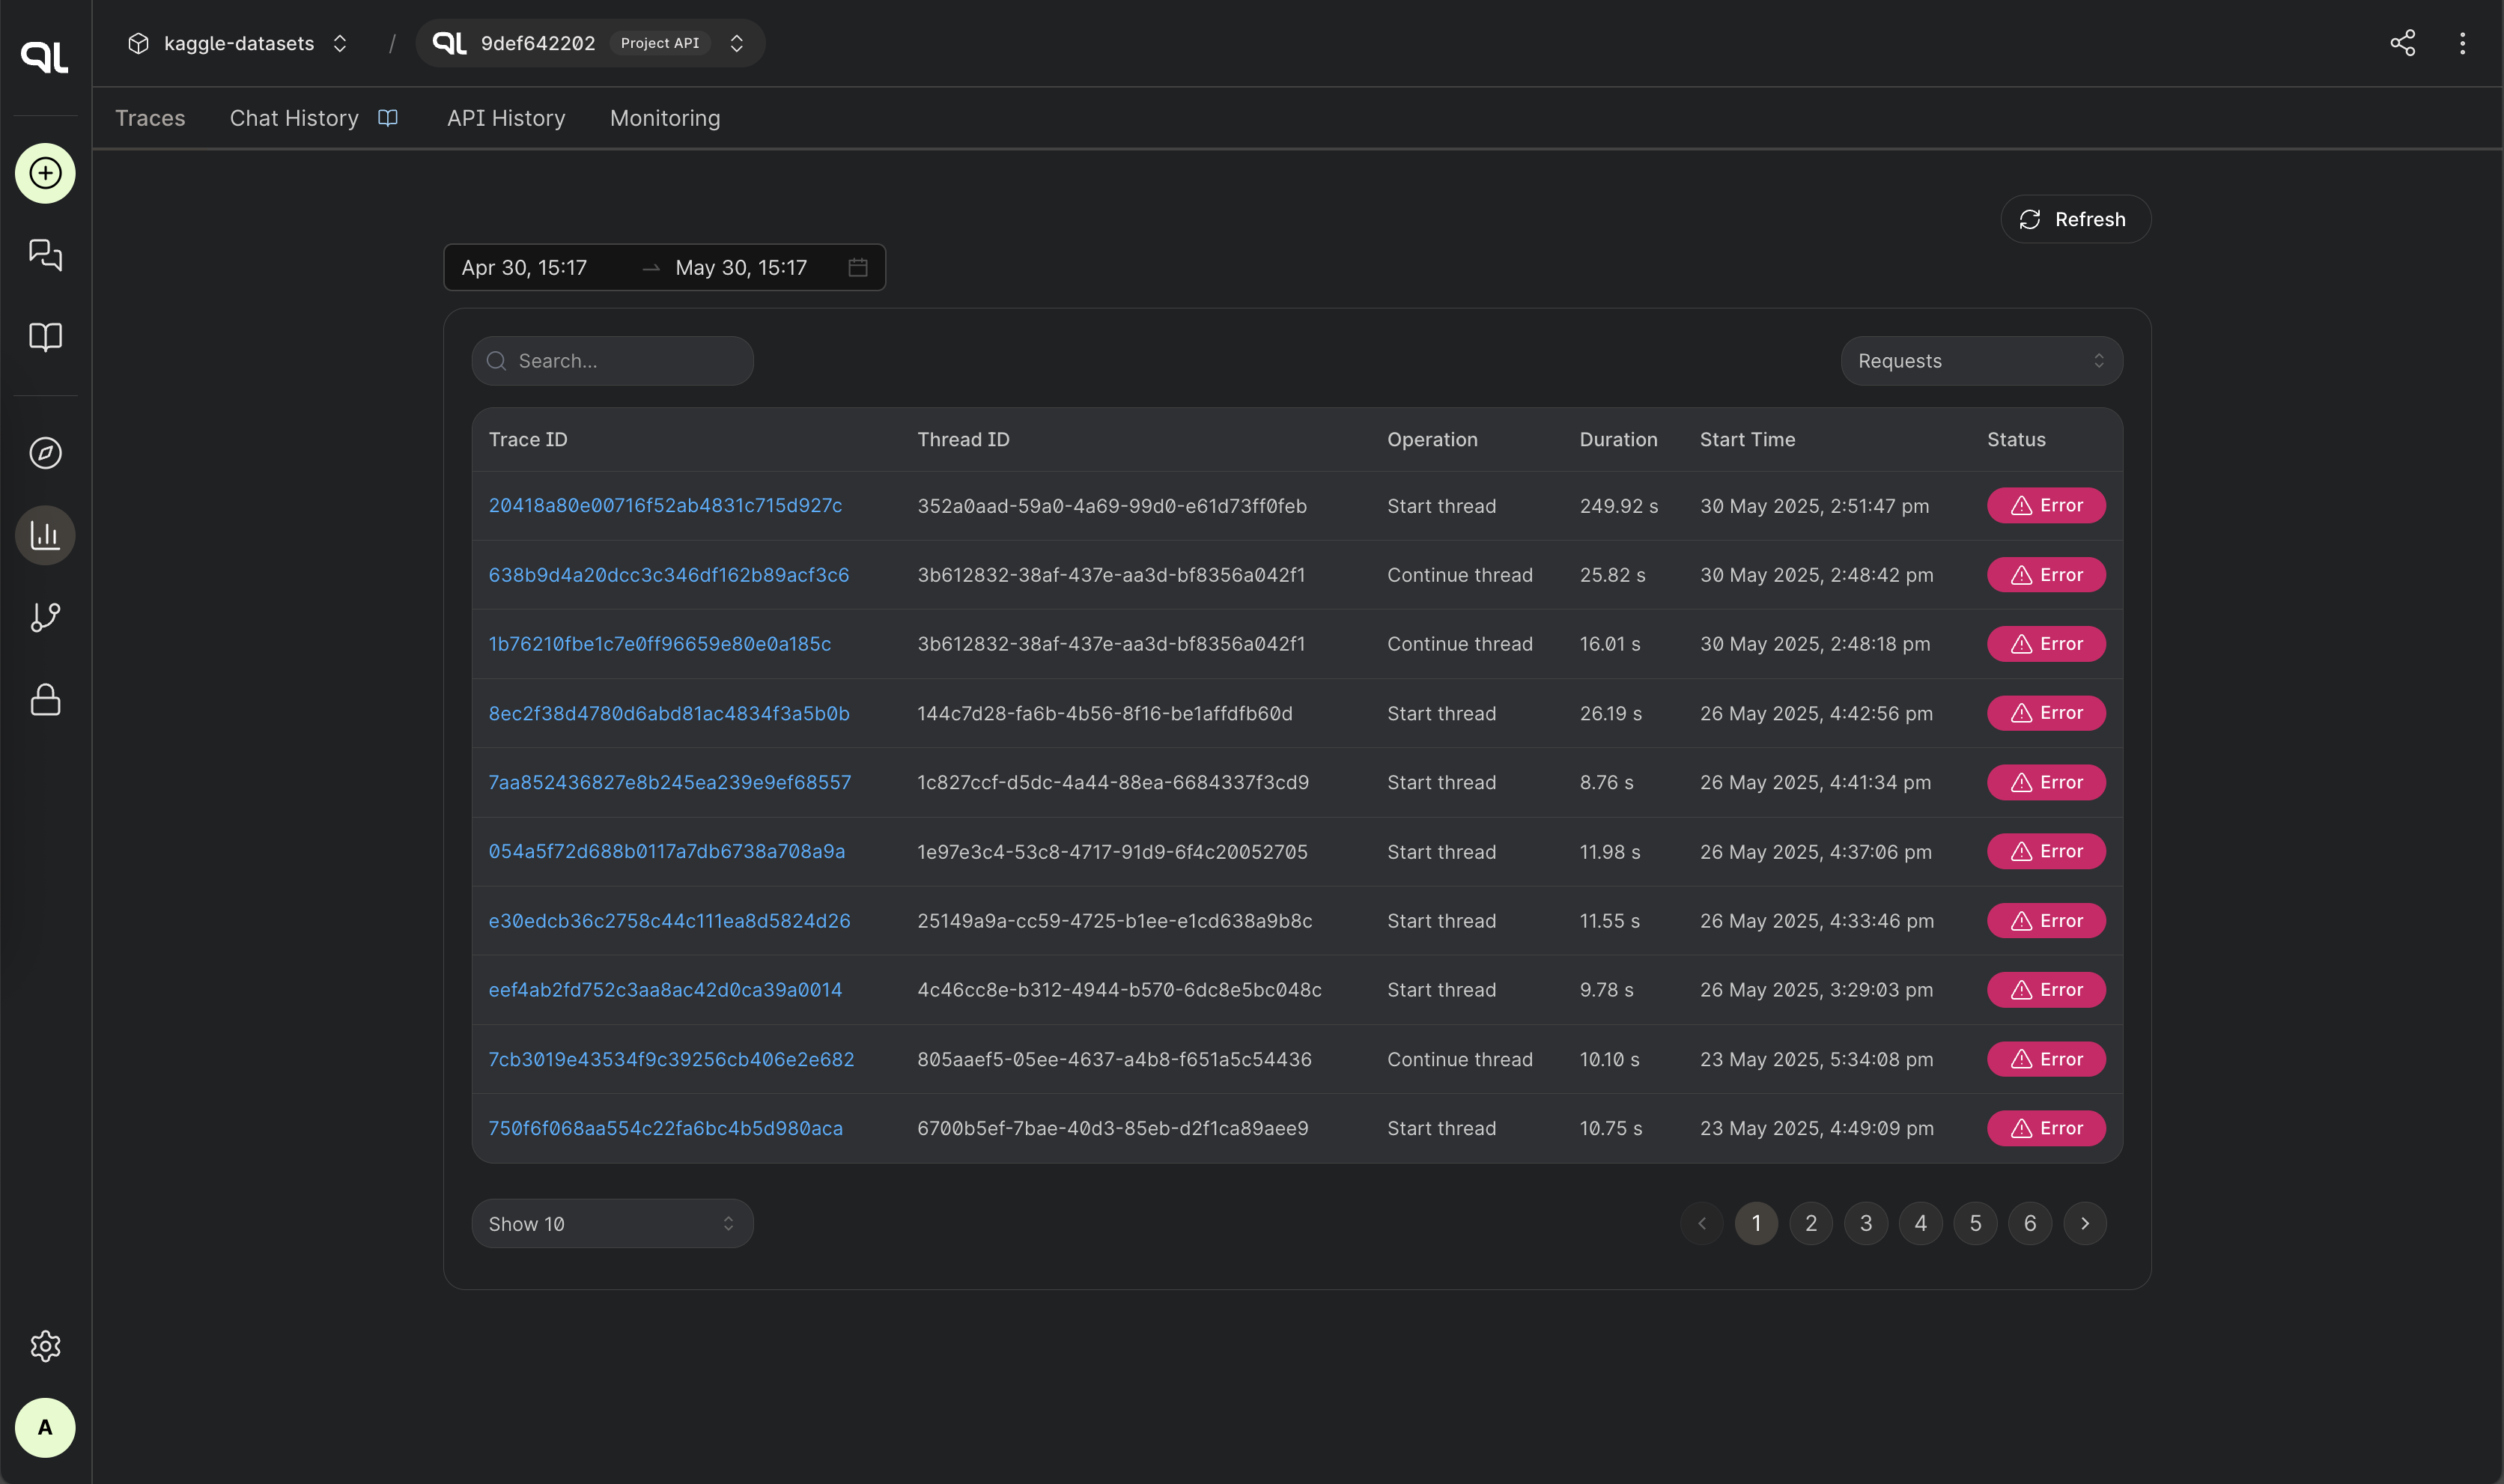 QL
kaggle-datasets / QL 9def642202 Project API
Traces Chat History API History Monitoring
Refresh
Apr 30, 15:17 → May 30, 15:17
Search... Requests
Trace ID Thread ID Operation Duration Start Time Status
20418a80e00716f52ab4831c715d927c 352a0aad-59a0-4a69-99d0-e61d73ff0feb Start thread 249.92 s 30 May 2025, 2:51:47 pm Error
638b9d4a20dcc3c346df162b89acf3c6 3b612832-38af-437e-aa3d-bf8356a042f1 Continue thread 25.82 s 30 May 2025, 2:48:42 pm Error
1b76210fbe1c7e0ff96659e80e0a185c 3b612832-38af-437e-aa3d-bf8356a042f1 Continue thread 16.01 s 30 May 2025, 2:48:18 pm Error
8ec2f38d4780d6abd81ac4834f3a5b0b 144c7d28-fa6b-4b56-8f16-be1affdfb60d Start thread 26.19 s 26 May 2025, 4:42:56 pm Error
7aa852436827e8b245ea239e9ef68557 1c827ccf-d5dc-4a44-88ea-6684337f3cd9 Start thread 8.76 s 26 May 2025, 4:41:34 pm Error
054a5f72d688b0117a7db6738a708a9a 1e97e3c4-53c8-4717-91d9-6f4c20052705 Start thread 11.98 s 26 May 2025, 4:37:06 pm Error
e30edcb36c2758c44c111ea8d5824d26 25149a9a-cc59-4725-b1ee-e1cd638a9b8c Start thread 11.55 s 26 May 2025, 4:33:46 pm Error
eef4ab2fd752c3aa8ac42d0ca39a0014 4c46cc8e-b312-4944-b570-6dc8e5bc048c Start thread 9.78 s 26 May 2025, 3:29:03 pm Error
7cb3019e43534f9c39256cb406e2e682 805aaef5-05ee-4637-a4b8-f651a5c54436 Continue thread 10.10 s 23 May 2025, 5:34:08 pm Error
750f6f068aa554c22fa6bc4b5d980aca 6700b5ef-7bae-40d3-85eb-d2f1ca89aee9 Start thread 10.75 s 23 May 2025, 4:49:09 pm Error
Show 10 1 2 3 4 5 6
A